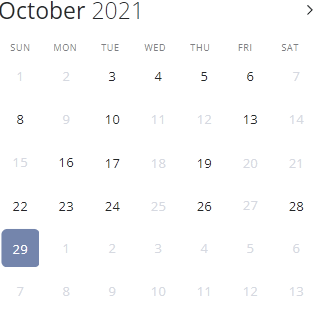 October 2021
SUN MON TUE WED THU FRI SAT
1 2 3 4 5 6 7
8 9 10 11 12 13 14
15 16 17 18 19 20 21
22 23 24 25 26 27 28
29 1 2 3 4 5 6
7 8 9 10 11 12 13